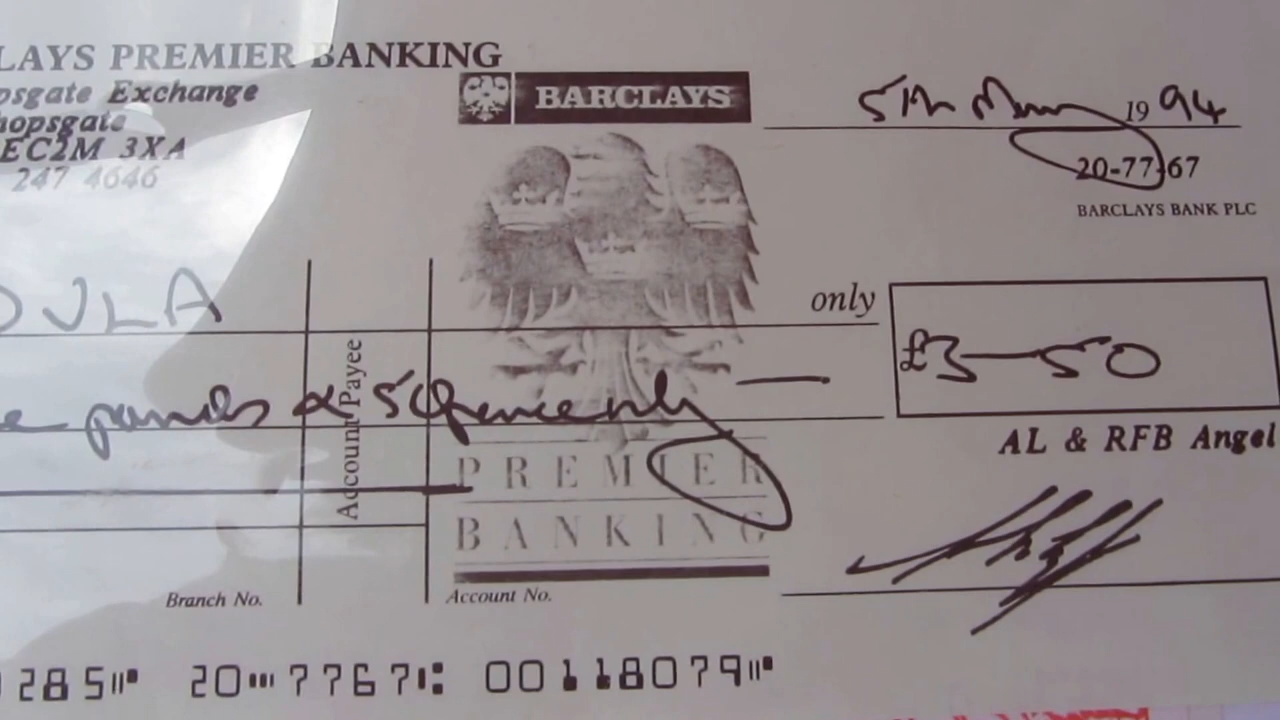 LAYS PREMIER BANKING
psgate Exchange
hopsgate
EC2M 3XA
247 4646
BARCLAYS
5th May 1994
20-77-67
BARCLAYS BANK PLC
DVLA
only
£3—50
e pounds & 50pence only —
Account Payee
AL & RFB Angel
PREMIER
BANKING
Branch No.
Account No.
285 20 7767 00118079